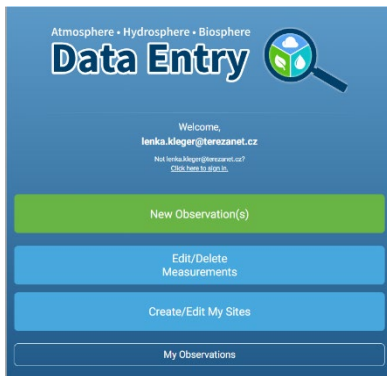 Atmosphere • Hydrosphere • Biosphere
Data Entry
Welcome,
lenka.kleger@terezanet.cz
Not lenka.kleger@terezanet.cz?
Click here to sign in.
New Observation(s)
Edit/Delete
Measurements
Create/Edit My Sites
My Observations